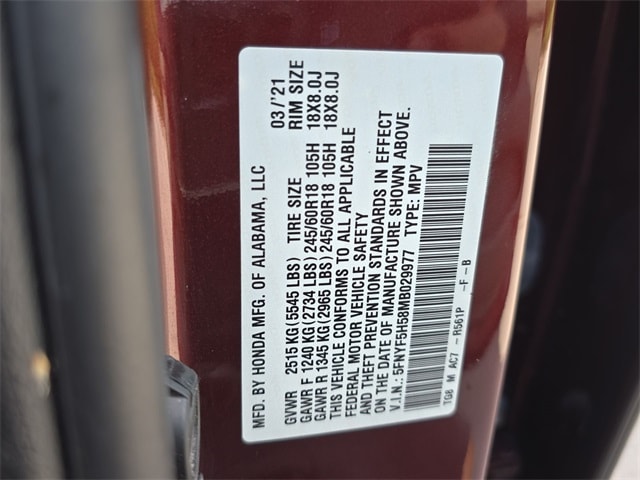 MFD. BY HONDA MFG. OF ALABAMA, LLC 03/'21
GVWR 2515 KG (5545 LBS) TIRE SIZE RIM SIZE
GAWR F 1240 KG (2734 LBS) 245/60R18 105H 18X8.0J
GAWR R 1345 KG (2965 LBS) 245/60R18 105H 18X8.0J
THIS VEHICLE CONFORMS TO ALL APPLICABLE
FEDERAL MOTOR VEHICLE SAFETY
AND THEFT PREVENTION STANDARDS IN EFFECT
ON THE DATE OF MANUFACTURE SHOWN ABOVE.
V.I.N.: 5FNYF5H58MB029977 TYPE: MPV
TG8 M AC7 - R561P -F-B